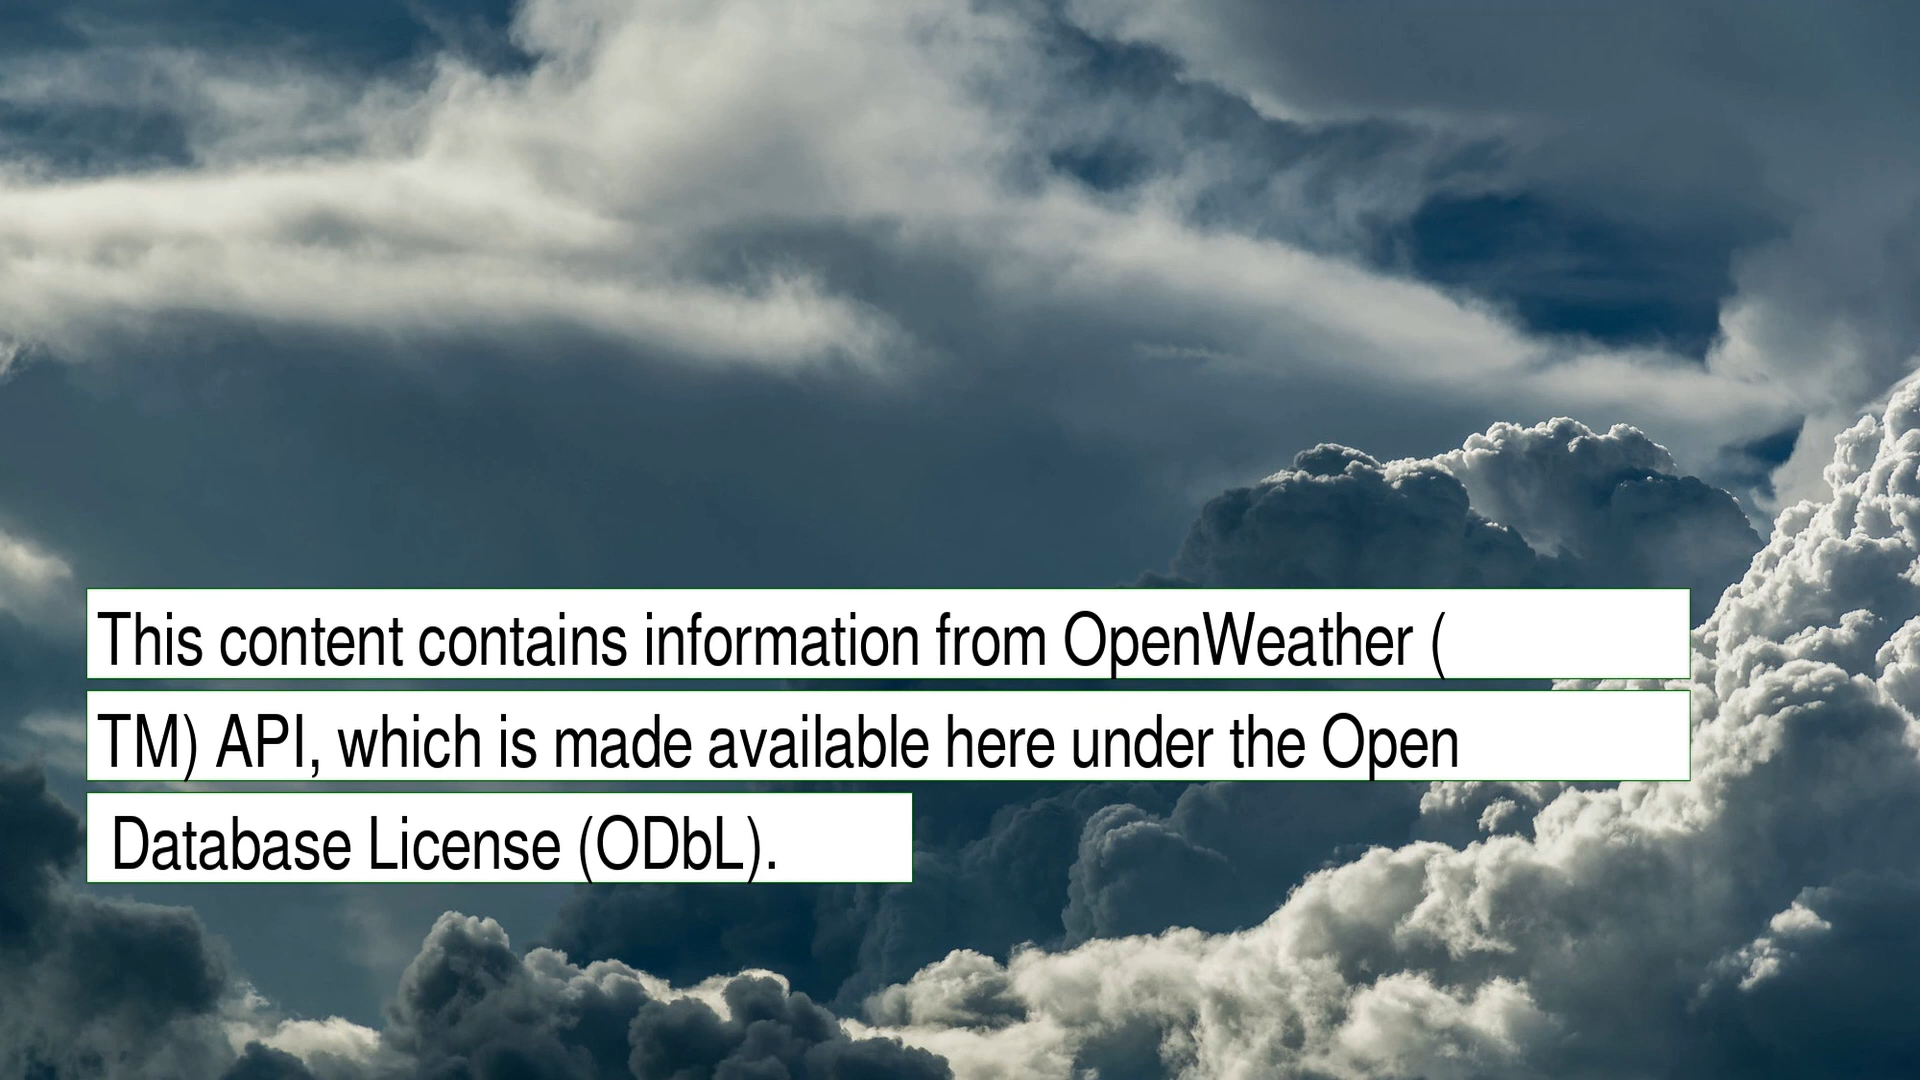 This content contains information from OpenWeather (
TM) API, which is made available here under the Open
Database License (ODbL).